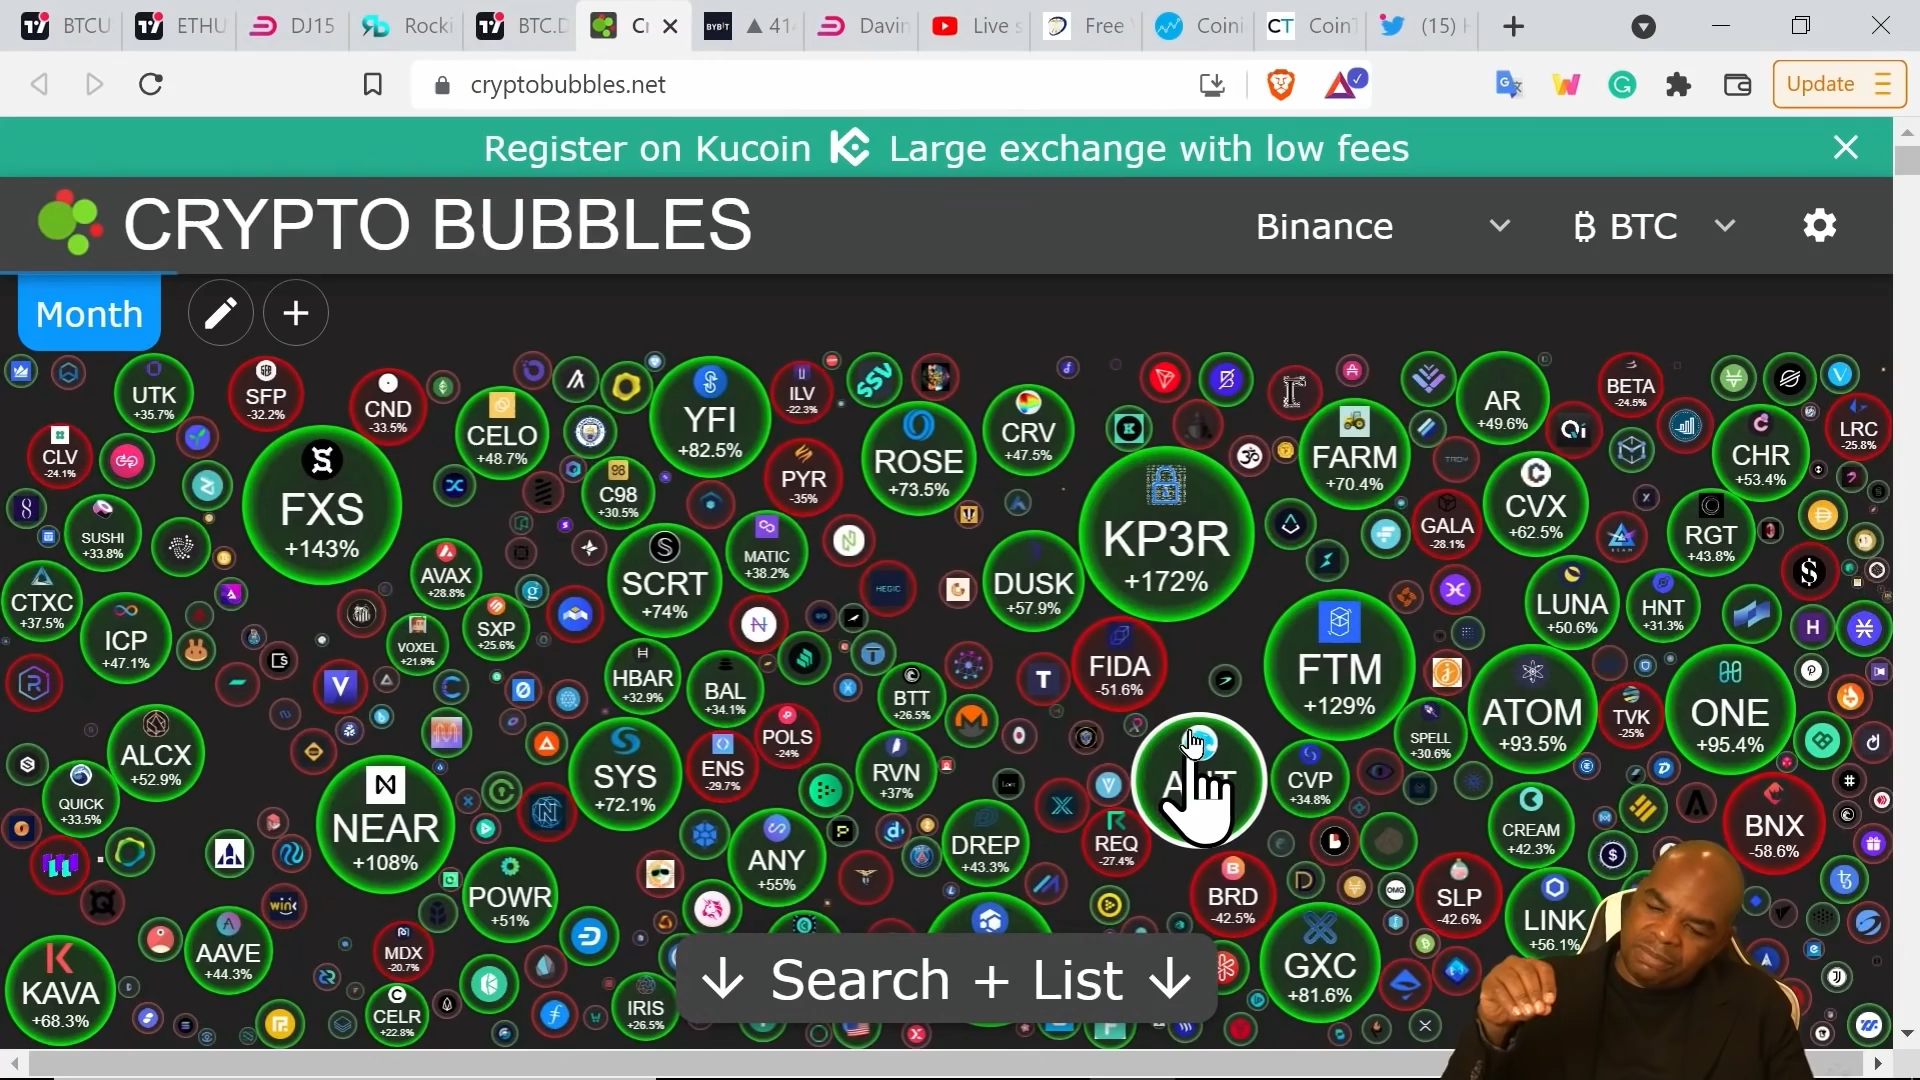 BTCU
ETHU
DJ15
Rocki
BTC.D
BYBIT
▲ 414
Davin
Live s
Free
Coini
CT CoinT
(15)
cryptobubbles.net
Update
Register on Kucoin Large exchange with low fees
CRYPTO BUBBLES
Binance
₿ BTC
Month
UTK
+35.7%
SFP
-32.2%
CND
-33.5%
CELO
+48.7%
YFI
+82.5%
ILV
-22.3%
SSV
CRV
+47.5%
AR
+49.6%
BETA
-24.5%
LRC
-25.8%
CLV
-24.1%
FXS
+143%
C98
+30.5%
PYR
-35%
ROSE
+73.5%
KP3R
+172%
FARM
+70.4%
CVX
+62.5%
CHR
+53.4%
SUSHI
+33.8%
AVAX
+28.8%
SCRT
+74%
MATIC
+38.2%
HEGIC
DUSK
+57.9%
TROY
GALA
-28.1%
RGT
+43.8%
CTXC
+37.5%
ICP
+47.1%
VOXEL
+21.9%
SXP
+25.6%
LUNA
+50.6%
HNT
+31.3%
HBAR
+32.9%
BAL
+34.1%
BTT
+26.5%
FIDA
-51.6%
FTM
+129%
ATOM
+93.5%
TVK
-25%
ONE
+95.4%
ALCX
+52.9%
SYS
+72.1%
ENS
-29.7%
POLS
-24%
RVN
+37%
CVP
+34.8%
SPELL
+30.6%
QUICK
+33.5%
NEAR
+108%
ANY
+55%
DREP
+43.3%
REQ
-27.4%
CREAM
+42.3%
BNX
-58.6%
POWR
+51%
BRD
-42.5%
OMG
SLP
-42.6%
LINK
+56.1%
WINK
AAVE
+44.3%
MDX
-20.7%
GXC
+81.6%
KAVA
+68.3%
CELR
+22.8%
IRIS
+26.5%
↓ Search + List ↓